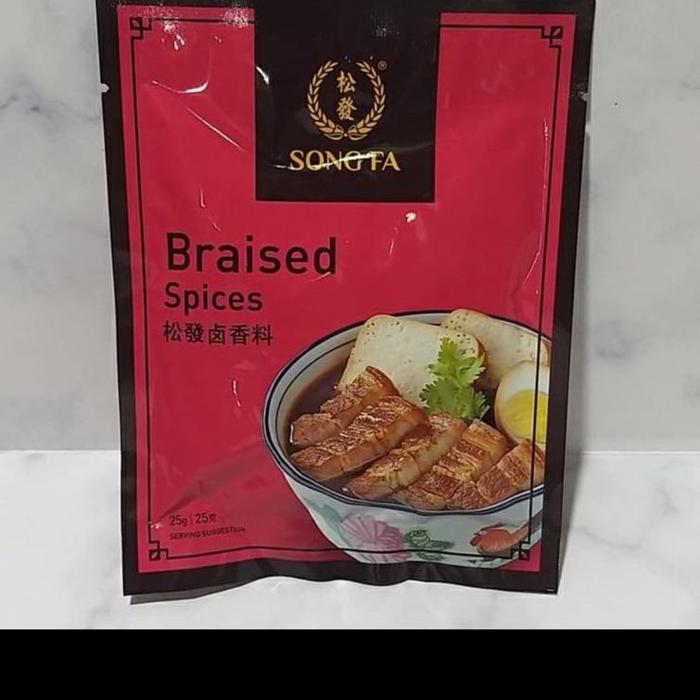 松
發
®
SONG FA
Braised
Spices
松發卤香料
25g | 25克
SERVING SUGGESTION